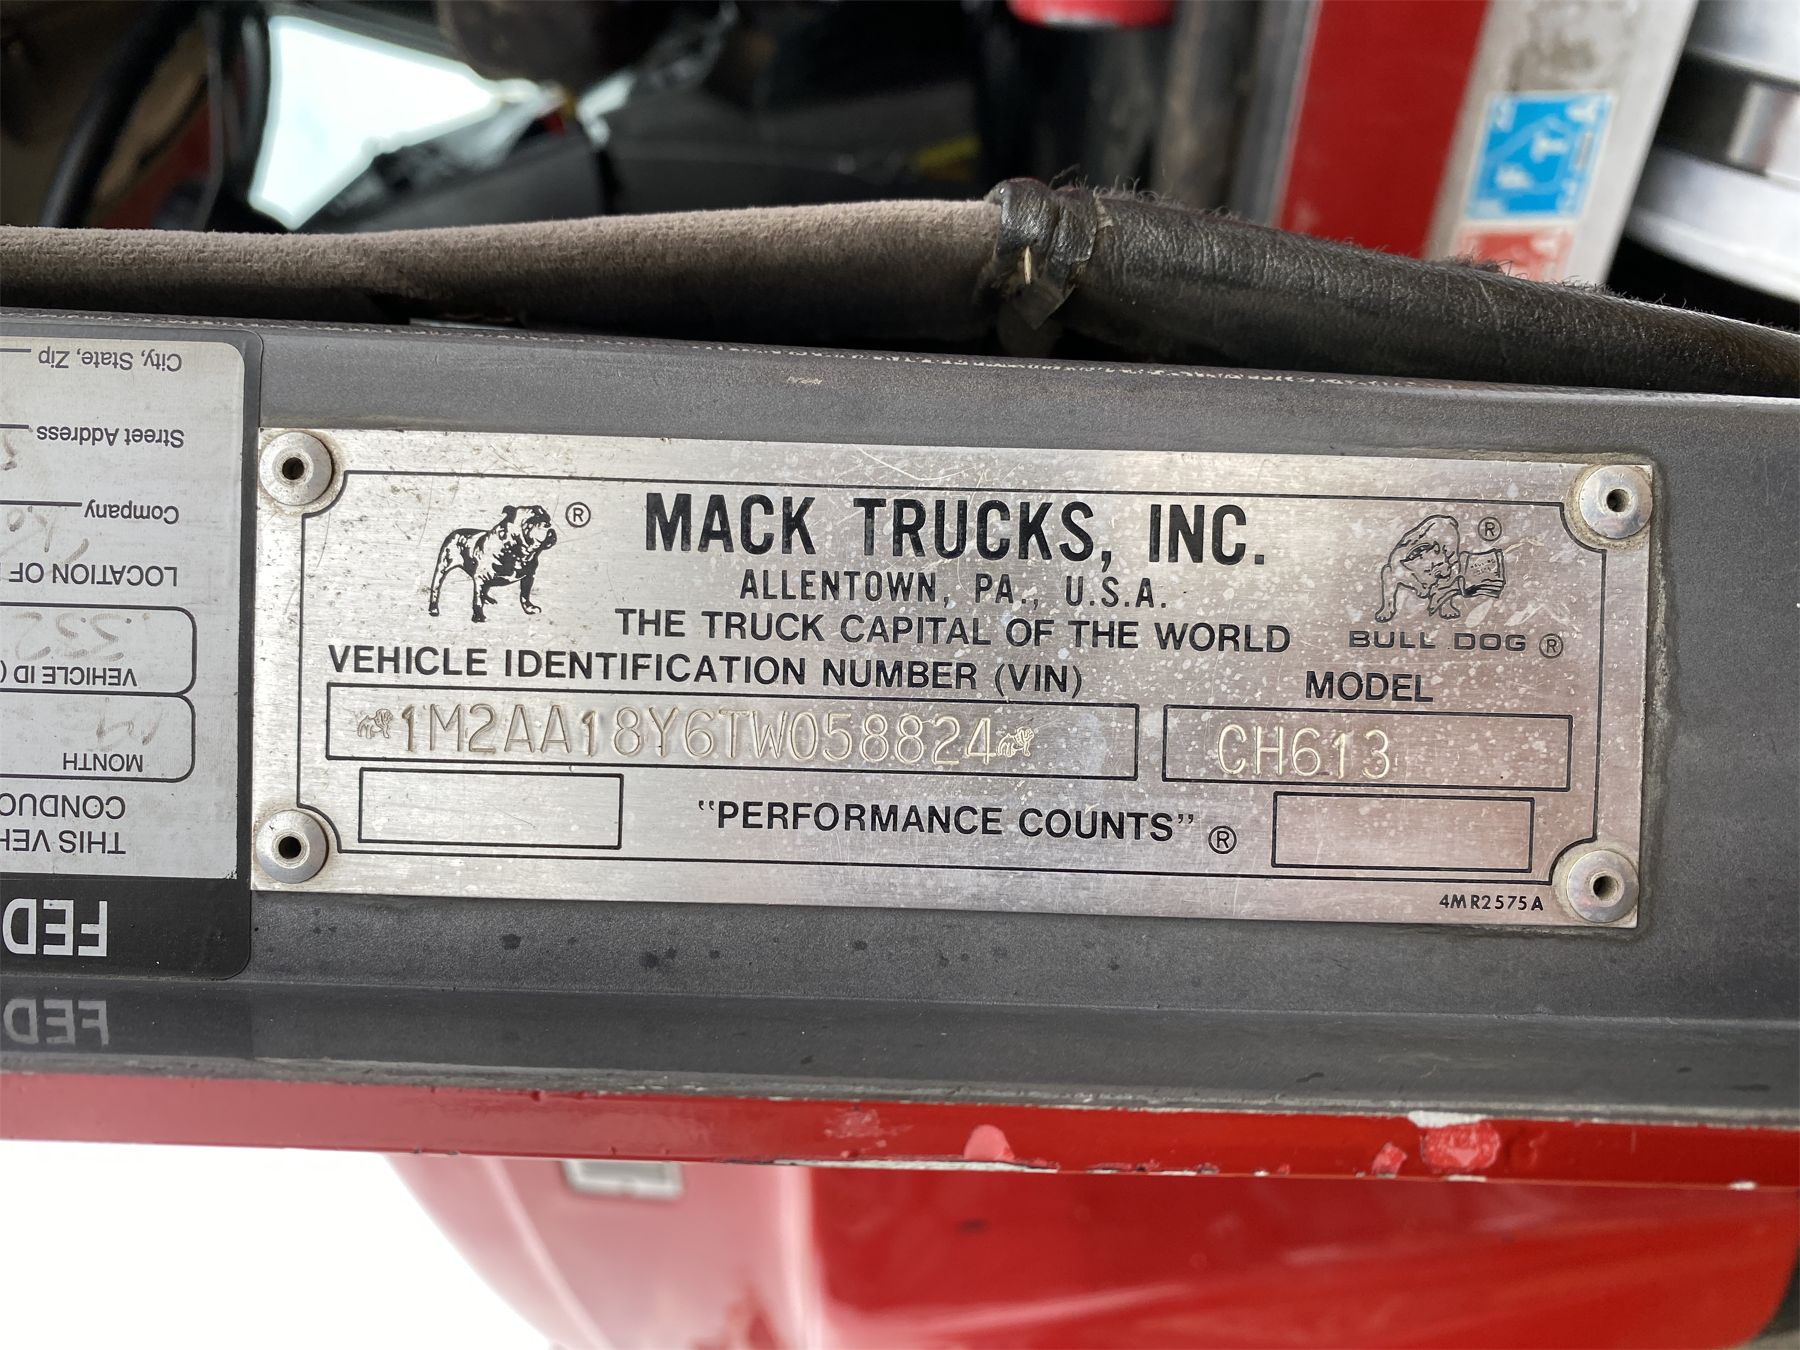 MACK TRUCKS, INC.
ALLENTOWN, PA., U.S.A.
THE TRUCK CAPITAL OF THE WORLD
BULL DOG ®
VEHICLE IDENTIFICATION NUMBER (VIN)
MODEL
1M2AA18Y6TW058824
CH613
"PERFORMANCE COUNTS" ®
4MR2575A
FED
THIS VEH
CONDUC
MONTH
VEHICLE ID (
332
LOCATION OF
Company
Street Address
City, State, Zip